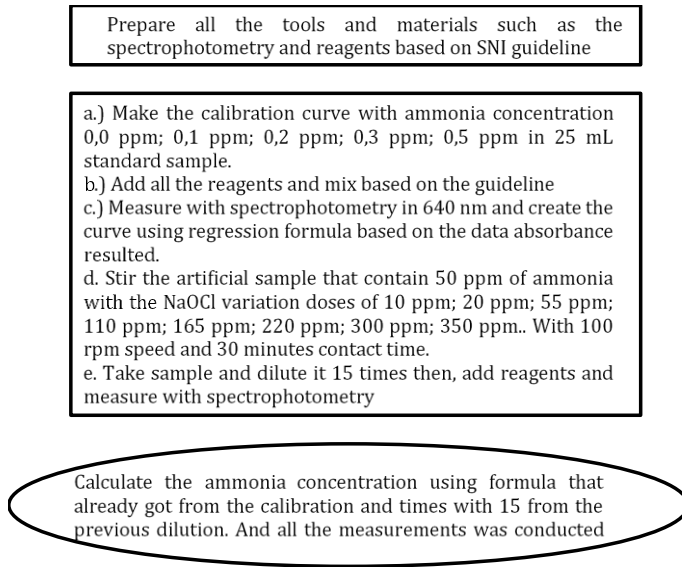 Prepare all the tools and materials such as the
spectrophotometry and reagents based on SNI guideline
a.) Make the calibration curve with ammonia concentration
0,0 ppm; 0,1 ppm; 0,2 ppm; 0,3 ppm; 0,5 ppm in 25 mL
standard sample.
b.) Add all the reagents and mix based on the guideline
c.) Measure with spectrophotometry in 640 nm and create the
curve using regression formula based on the data absorbance
resulted.
d. Stir the artificial sample that contain 50 ppm of ammonia
with the NaOCl variation doses of 10 ppm; 20 ppm; 55 ppm;
110 ppm; 165 ppm; 220 ppm; 300 ppm; 350 ppm.. With 100
rpm speed and 30 minutes contact time.
e. Take sample and dilute it 15 times then, add reagents and
measure with spectrophotometry
Calculate the ammonia concentration using formula that
already got from the calibration and times with 15 from the
previous dilution. And all the measurements was conducted